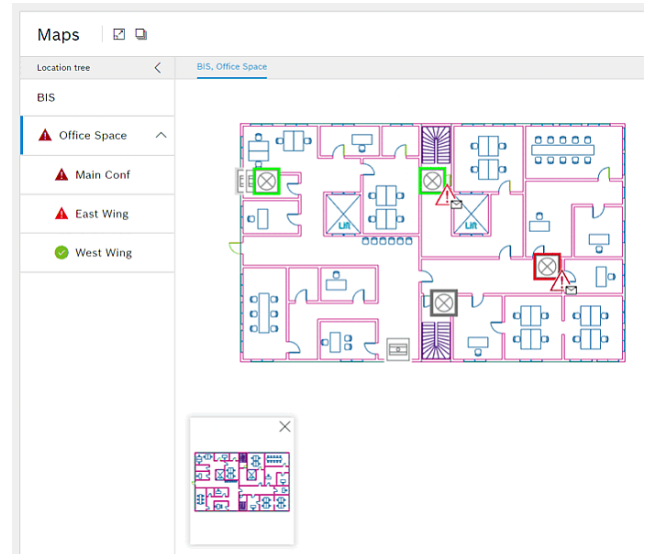 Maps
Location tree
BIS, Office Space
BIS
Office Space
Main Conf
East Wing
West Wing
Lift
Lift